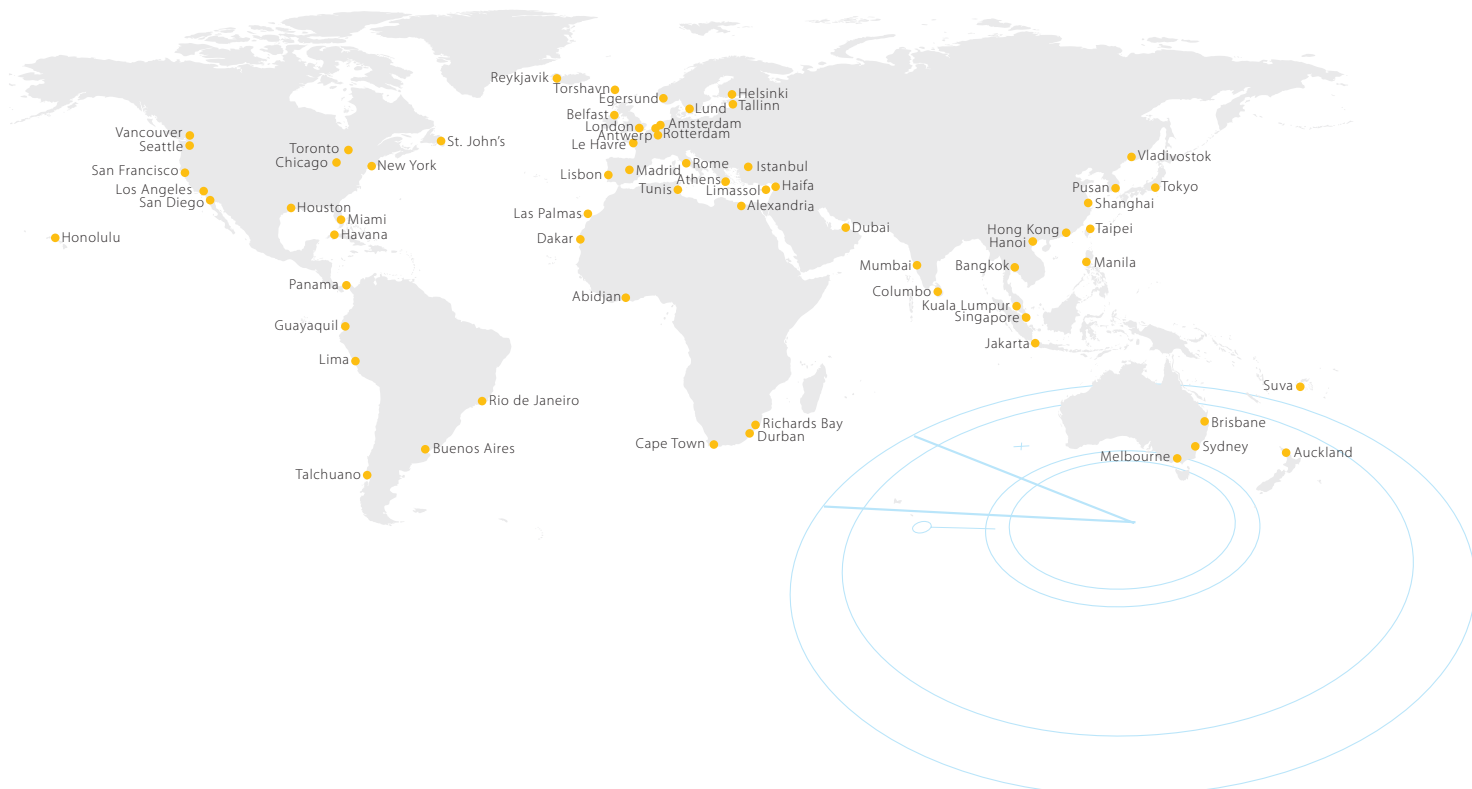 Reykjavik
Torshavn
Egersund
Helsinki
Tallinn
Lund
Belfast
London
Amsterdam
Antwerp
Rotterdam
Le Havre
Vancouver
Seattle
Toronto
Chicago
New York
St. John's
San Francisco
Los Angeles
San Diego
Houston
Miami
Havana
Honolulu
Lisbon
Madrid
Rome
Istanbul
Athens
Tunis
Limassol
Haifa
Alexandria
Las Palmas
Dakar
Dubai
Vladivostok
Pusan
Tokyo
Shanghai
Hong Kong
Taipei
Hanoi
Mumbai
Bangkok
Manila
Columbo
Kuala Lumpur
Singapore
Jakarta
Panama
Abidjan
Guayaquil
Lima
Rio de Janeiro
Buenos Aires
Talchuano
Cape Town
Richards Bay
Durban
Suva
Brisbane
Sydney
Melbourne
Auckland